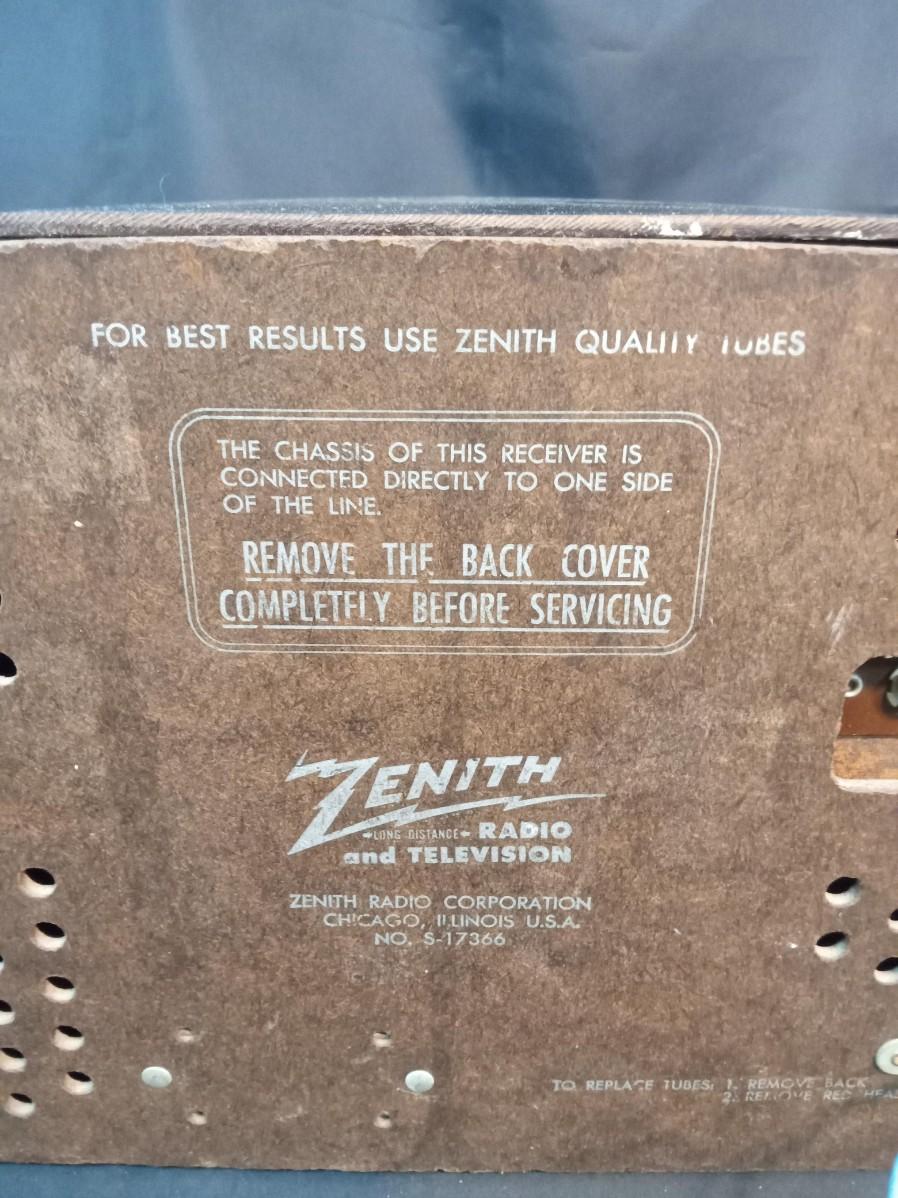 FOR BEST RESULTS USE ZENITH QUALITY TUBES
THE CHASSIS OF THIS RECEIVER IS
CONNECTED DIRECTLY TO ONE SIDE
OF THE LINE.
REMOVE THE BACK COVER
COMPLETELY BEFORE SERVICING
ZENITH
LONG DISTANCE RADIO
and TELEVISION
ZENITH RADIO CORPORATION
CHICAGO, ILLINOIS U.S.A.
NO. S-17366
TO REPLACE TUBES: 1. REMOVE BACK
2. REMOVE RED